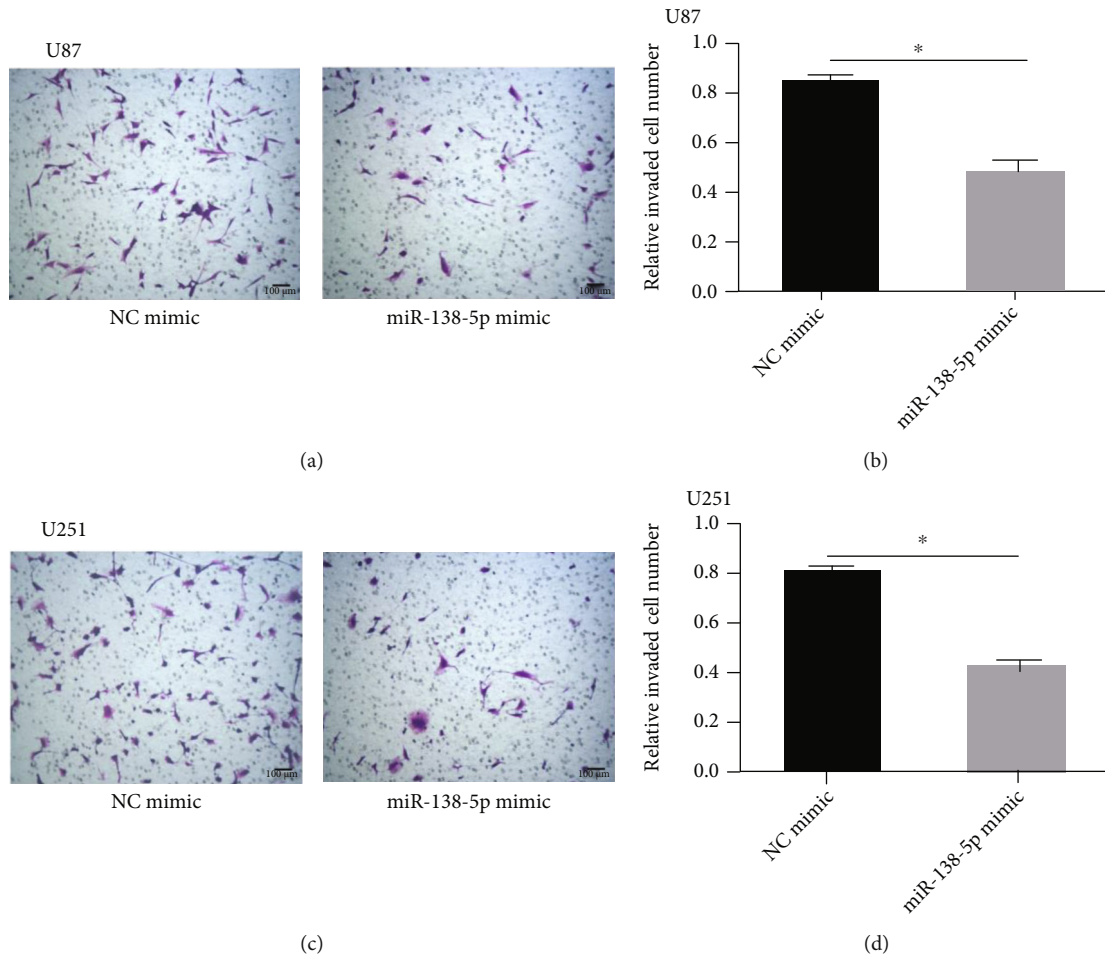 U87
100 µm
100 µm
NC mimic
miR-138-5p mimic
(a)
U87
Relative invaded cell number
1.0
0.8
0.6
0.4
0.2
0.0
*
NC mimic
miR-138-5p mimic
(b)
U251
100 µm
100 µm
NC mimic
miR-138-5p mimic
(c)
U251
Relative invaded cell number
1.0
0.8
0.6
0.4
0.2
0.0
*
NC mimic
miR-138-5p mimic
(d)